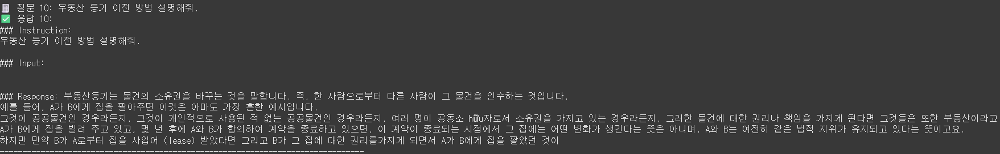 🧾 질문 10: 부동산 등기 이전 방법 설명해줘.
✅ 응답 10:
### Instruction:
부동산 등기 이전 방법 설명해줘.
### Input:
### Response: 부동산등기는 물건의 소유권을 바꾸는 것을 말합니다. 즉, 한 사람으로부터 다른 사람이 그 물건을 인수하는 것입니다.
예를 들어, A가 B에게 집을 팔아주면 이것은 아마도 가장 흔한 예시입니다.
그것이 공공물건인 경우라든지, 그것이 개인적으로 사용된 적 없는 공공물건인 경우라든지, 여러 명이 공동소 hữu자로서 소유권을 가지고 있는 경우라든지, 그러한 물건에 대한 권리나 책임을 가지게 된다면 그것들은 또한 부동산이라고
A가 B에게 집을 빌려 주고 있고, 몇 년 후에 A와 B가 합의하여 계약을 종료하고 있으면, 이 계약이 종료되는 시점에서 그 집에는 어떤 변화가 생긴다는 뜻은 아니며, A와 B는 여전히 같은 법적 지위가 유지되고 있다는 뜻이고요.
하지만 만약 B가 A로부터 집을 사입어 (lease) 받았다면 그리고 B가 그 집에 대한 권리를가지게 되면서 A가 B에게 집을 팔았던 것이
--------------------------------------------------------------------------------